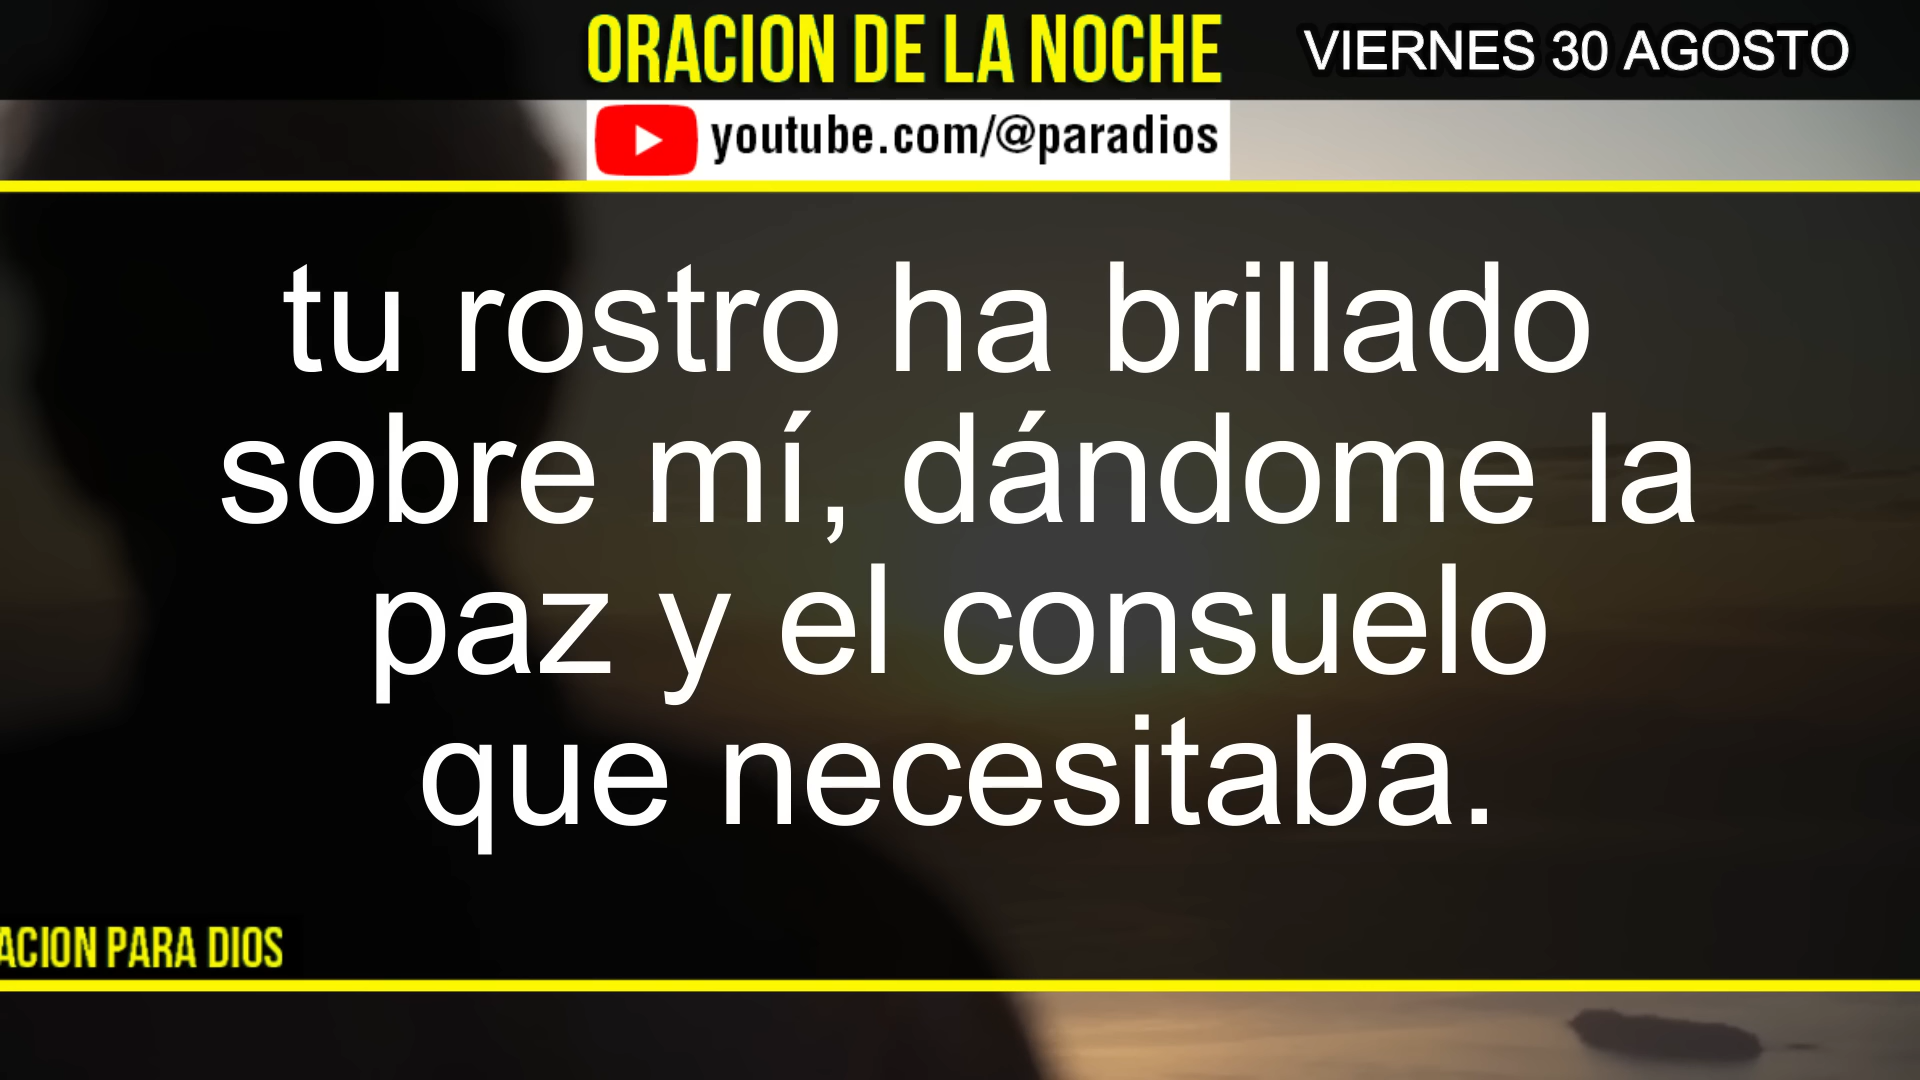 ORACION DE LA NOCHE
VIERNES 30 AGOSTO
youtube.com/@paradios
tu rostro ha brillado
sobre mí, dándome la
paz y el consuelo
que necesitaba.
ACION PARA DIOS